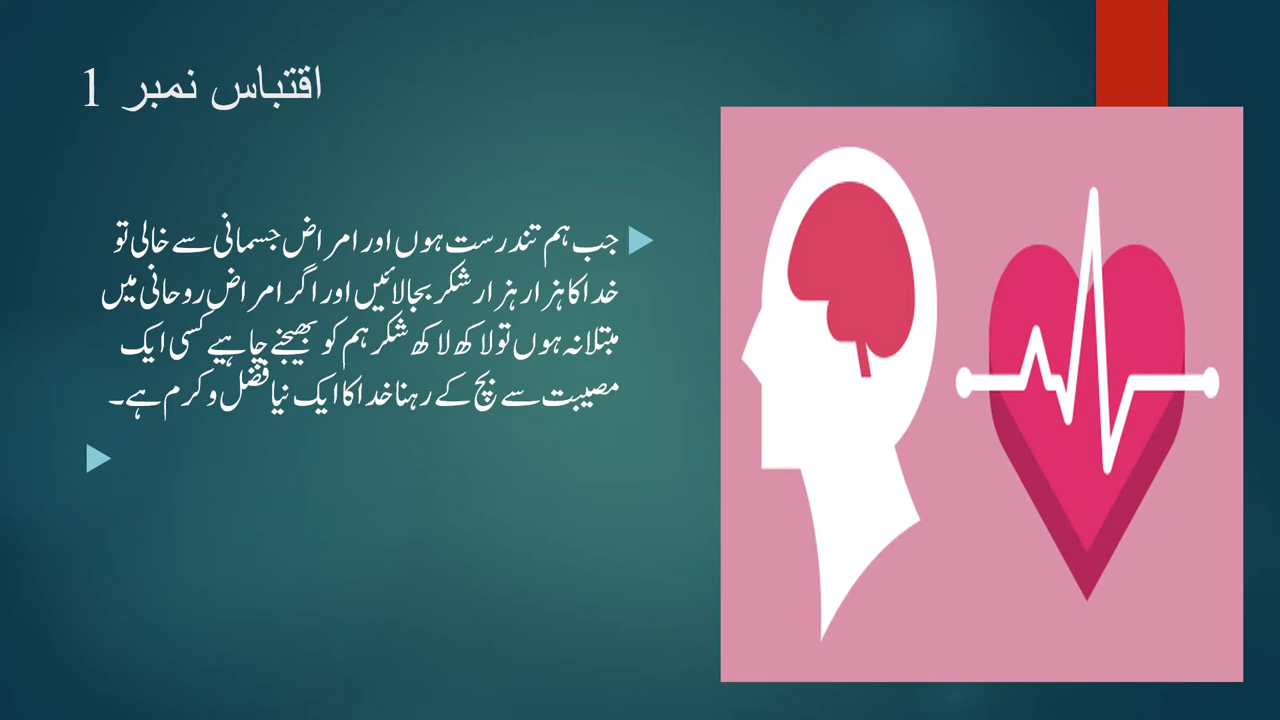 اقتباس نمبر 1
جب ہم تندرست ہوں اور امراض جسمانی سے خالی تو
خدا کا ہزار ہزار شکر بجالائیں اور اگر امراض روحانی میں
مبتلا نہ ہوں تو لاکھ لاکھ شکر ہم کو بھیجنے چاہیے کسی ایک
مصیبت سے بچ کے رہنا خدا کا ایک نیا فضل و کرم ہے۔